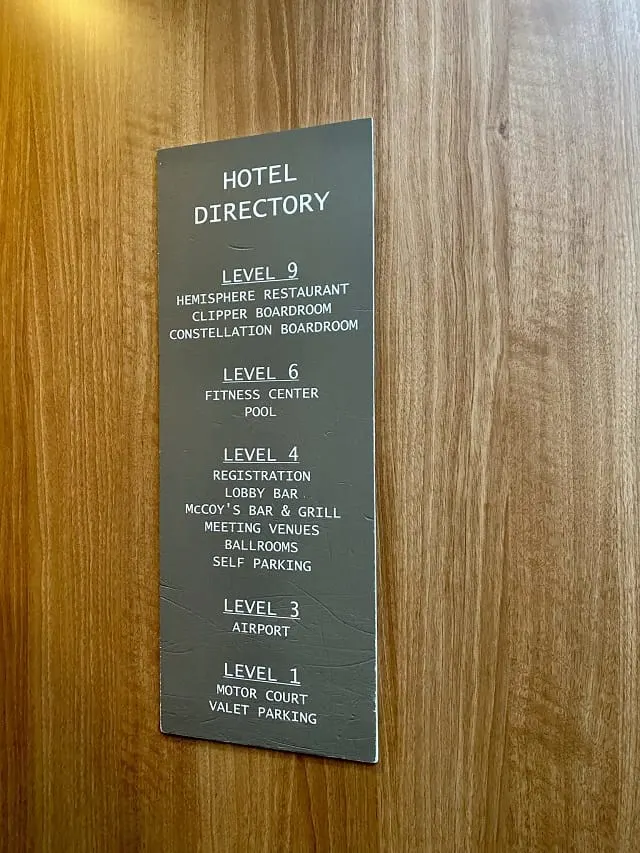 HOTEL
DIRECTORY
LEVEL 9
HEMISPHERE RESTAURANT
CLIPPER BOARDROOM
CONSTELLATION BOARDROOM
LEVEL 6
FITNESS CENTER
POOL
LEVEL 4
REGISTRATION
LOBBY BAR
McCOY'S BAR & GRILL
MEETING VENUES
BALLROOMS
SELF PARKING
LEVEL 3
AIRPORT
LEVEL 1
MOTOR COURT
VALET PARKING